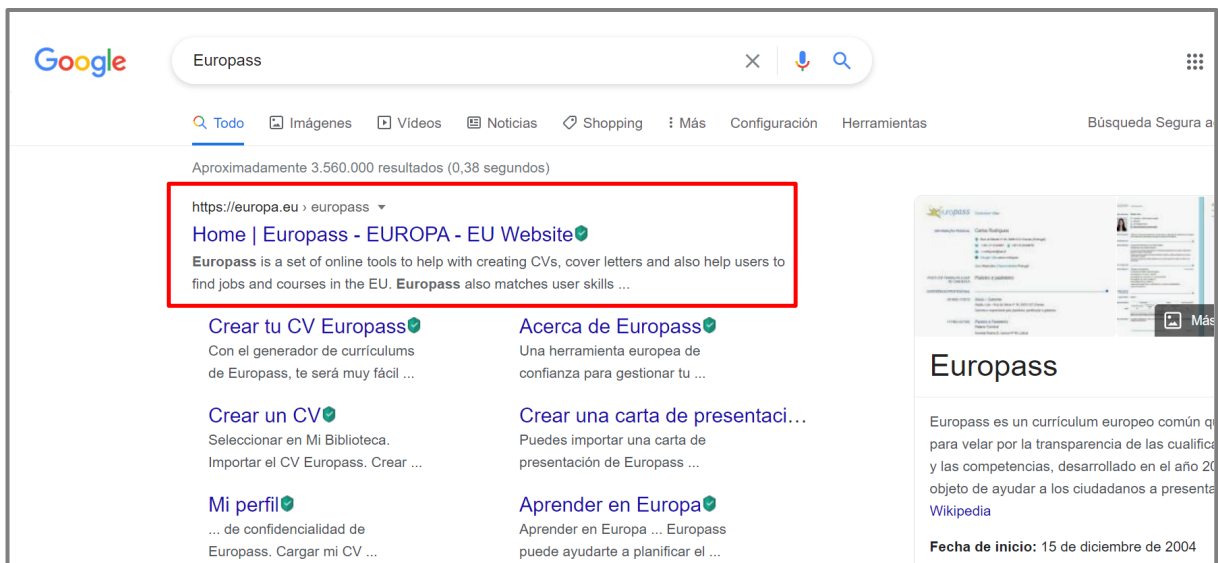 Google
Europass
Todo Imágenes Vídeos Noticias Shopping Más Configuración Herramientas Búsqueda Segura
Aproximadamente 3.560.000 resultados (0,38 segundos)
https://europa.eu › europass
Home | Europass - EUROPA - EU Website
Europass is a set of online tools to help with creating CVs, cover letters and also help users to
find jobs and courses in the EU. Europass also matches user skills ...
Crear tu CV Europass
Con el generador de currículums
de Europass, te será muy fácil ...
Acerca de Europass
Una herramienta europea de
confianza para gestionar tu ...
Crear un CV
Seleccionar en Mi Biblioteca.
Importar el CV Europass. Crear ...
Crear una carta de presentaci...
Puedes importar una carta de
presentación de Europass ...
Mi perfil
... de confidencialidad de
Europass. Cargar mi CV ...
Aprender en Europa
Aprender en Europa ... Europass
puede ayudarte a planificar el ...
europass
Carlos Rodrigues
Más
Europass
Europass es un currículum europeo común
para velar por la transparencia de las
y las competencias, desarrollado en el año
objeto de ayudar a los ciudadanos a
Wikipedia
Fecha de inicio: 15 de diciembre de 2004